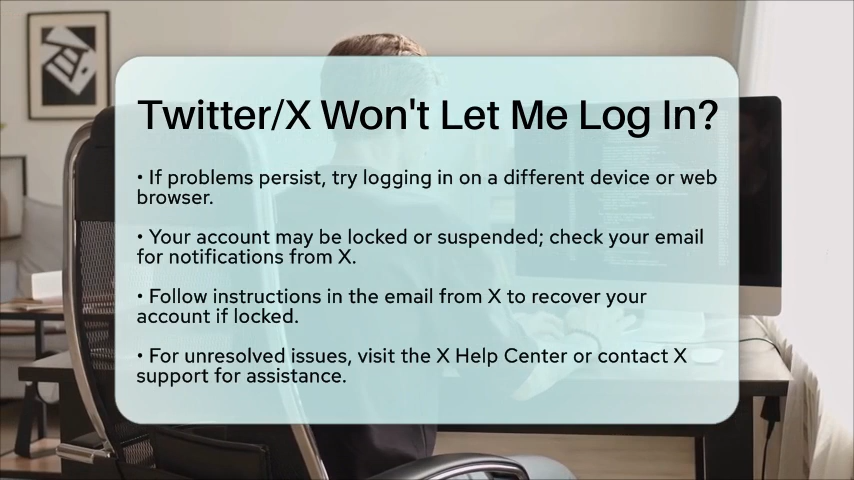 Twitter/X Won't Let Me Log In?
• If problems persist, try logging in on a different device or web
browser.
• Your account may be locked or suspended; check your email
for notifications from X.
• Follow instructions in the email from X to recover your
account if locked.
• For unresolved issues, visit the X Help Center or contact X
support for assistance.